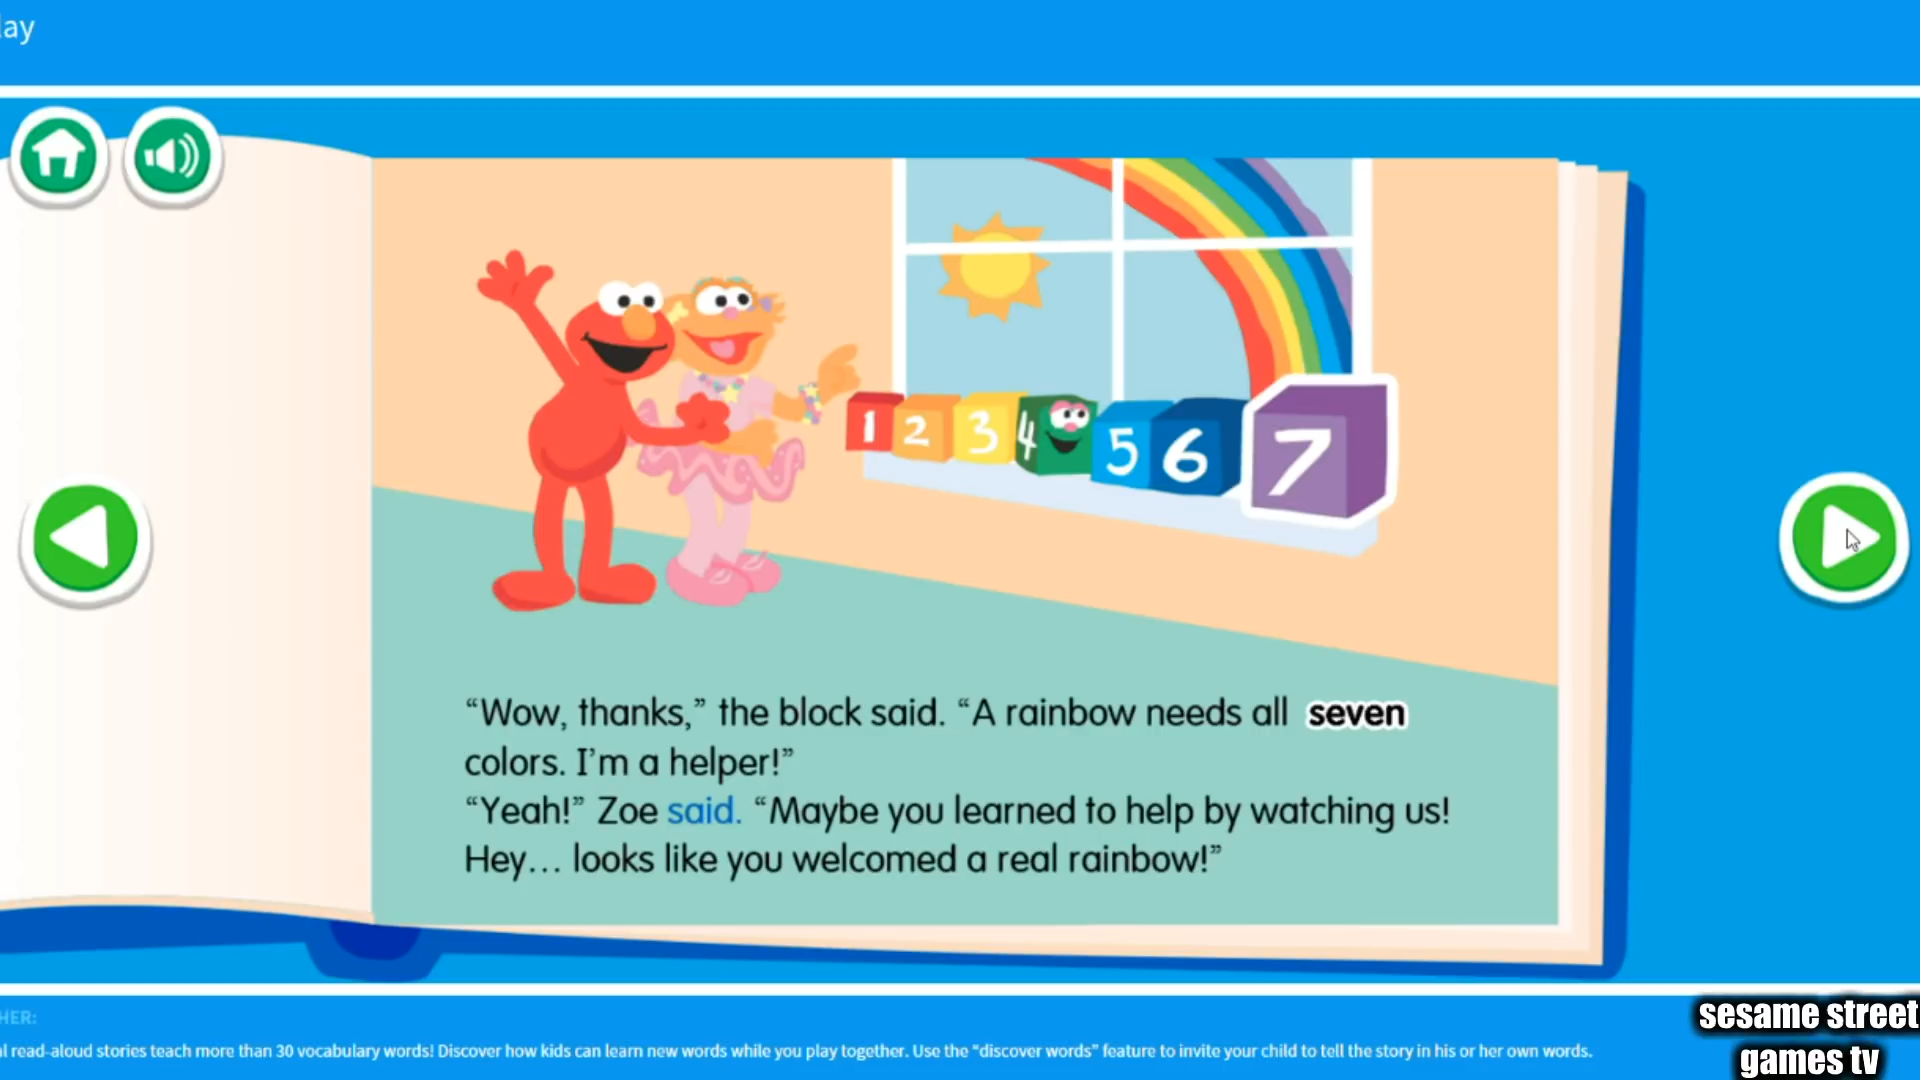 1 2 3 4 5 6 7
“Wow, thanks,” the block said. “A rainbow needs all seven
colors. I’m a helper!”
“Yeah!” Zoe said. “Maybe you learned to help by watching us!
Hey... looks like you welcomed a real rainbow!”
read-aloud stories teach more than 30 vocabulary words! Discover how kids can learn new words while you play together. Use the “discover words” feature to invite your child to tell the story in his or her own words.
sesame street
games tv